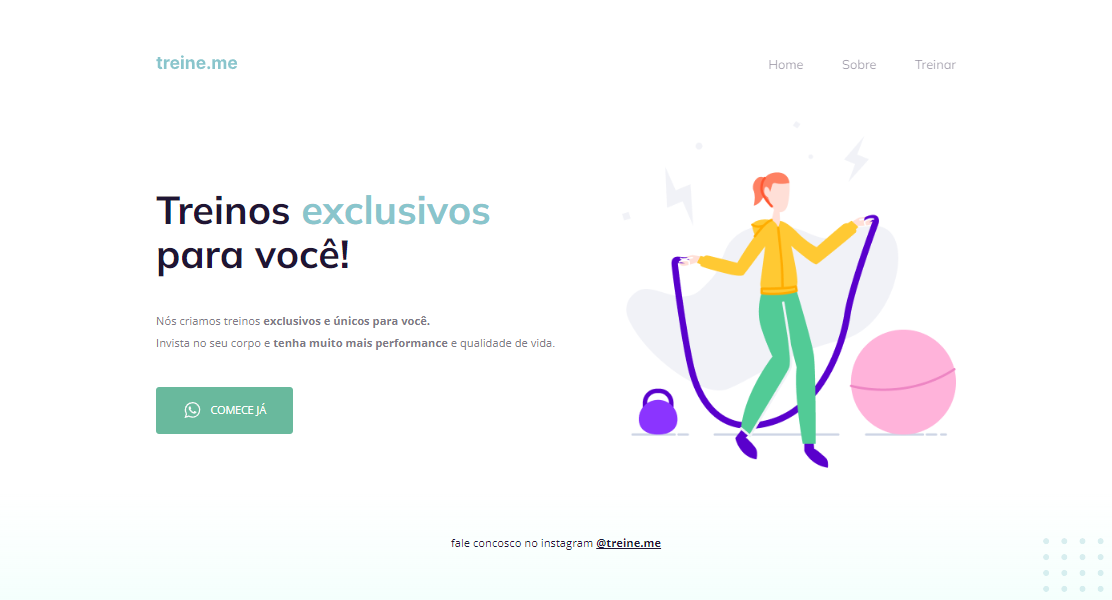 treine.me
Home Sobre Treinar
Treinos exclusivos
para você!
Nós criamos treinos exclusivos e únicos para você.
Invista no seu corpo e tenha muito mais performance e qualidade de vida.
COMECE JÁ
fale concosco no instagram @treine.me